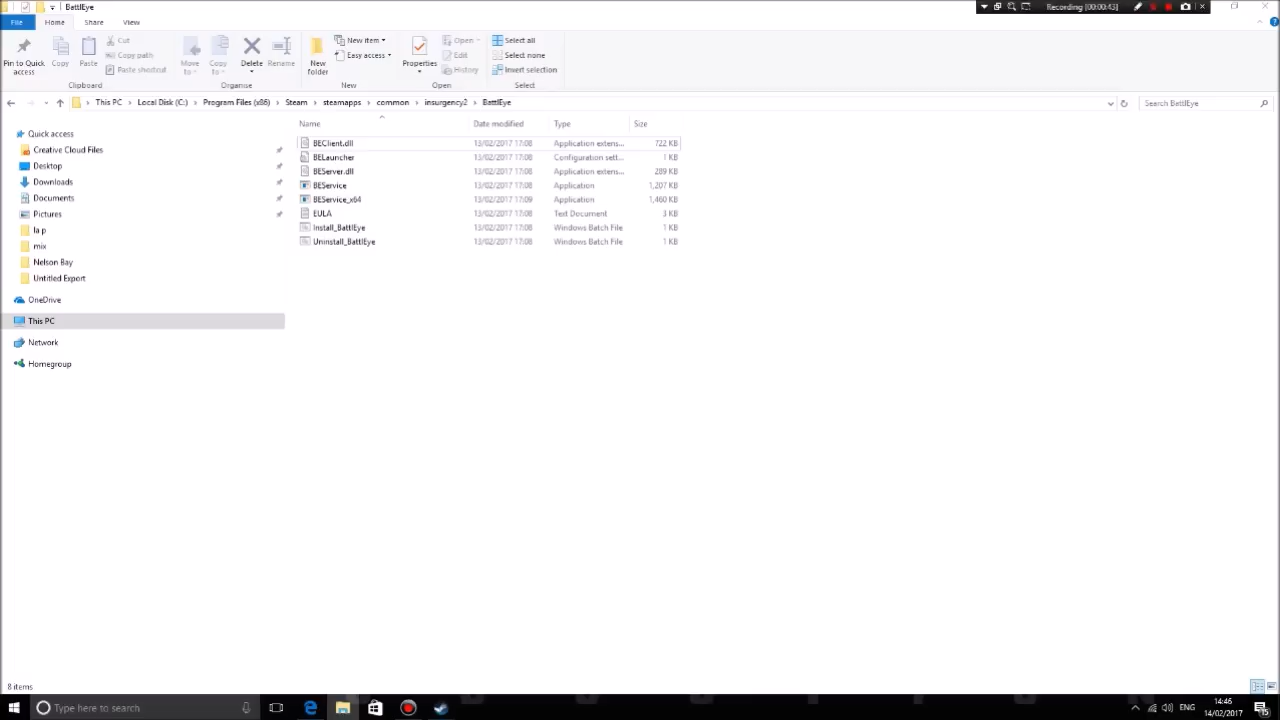 BattlEye
Recording [00:00:43]
File Home Share View
Pin to Quick access
Copy
Paste
Cut
Copy path
Paste shortcut
Clipboard
Move to
Copy to
Delete
Rename
Organise
New folder
New item
Easy access
New
Properties
Open
Edit
History
Open
Select all
Select none
Invert selection
Select
This PC Local Disk (C:) Program Files (x86) Steam steamapps common insurgency2 BattlEye
Search BattlEye
Name Date modified Type Size
Quick access
Creative Cloud Files
Desktop
Downloads
Documents
Pictures
la p
mix
Nelson Bay
Untitled Export
OneDrive
This PC
Network
Homegroup
BEClient.dll 13/02/2017 17:08 Application extens... 722 KB
BELauncher 13/02/2017 17:08 Configuration sett... 1 KB
BEServer.dll 13/02/2017 17:08 Application extens... 289 KB
BEService 13/02/2017 17:08 Application 1,207 KB
BEService_x64 13/02/2017 17:09 Application 1,460 KB
EULA 13/02/2017 17:08 Text Document 3 KB
Install_BattlEye 13/02/2017 17:08 Windows Batch File 1 KB
Uninstall_BattlEye 13/02/2017 17:08 Windows Batch File 1 KB
8 items
Type here to search
ENG
14:46
14/02/2017